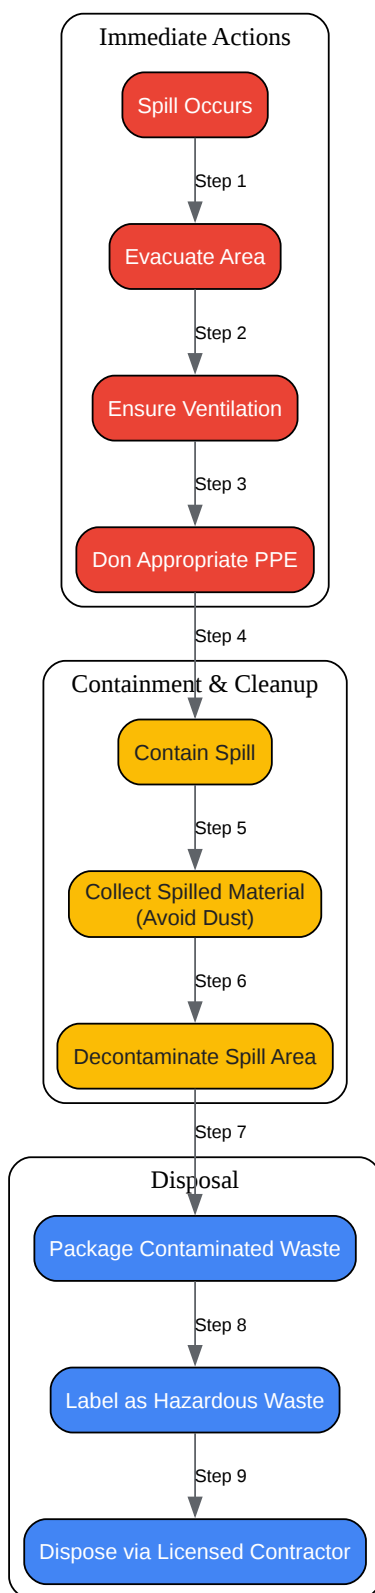 Immediate Actions
Spill Occurs
Step 1
Evacuate Area
Step 2
Ensure Ventilation
Step 3
Don Appropriate PPE
Step 4
Containment & Cleanup
Contain Spill
Step 5
Collect Spilled Material
(Avoid Dust)
Step 6
Decontaminate Spill Area
Step 7
Disposal
Package Contaminated Waste
Step 8
Label as Hazardous Waste
Step 9
Dispose via Licensed Contractor